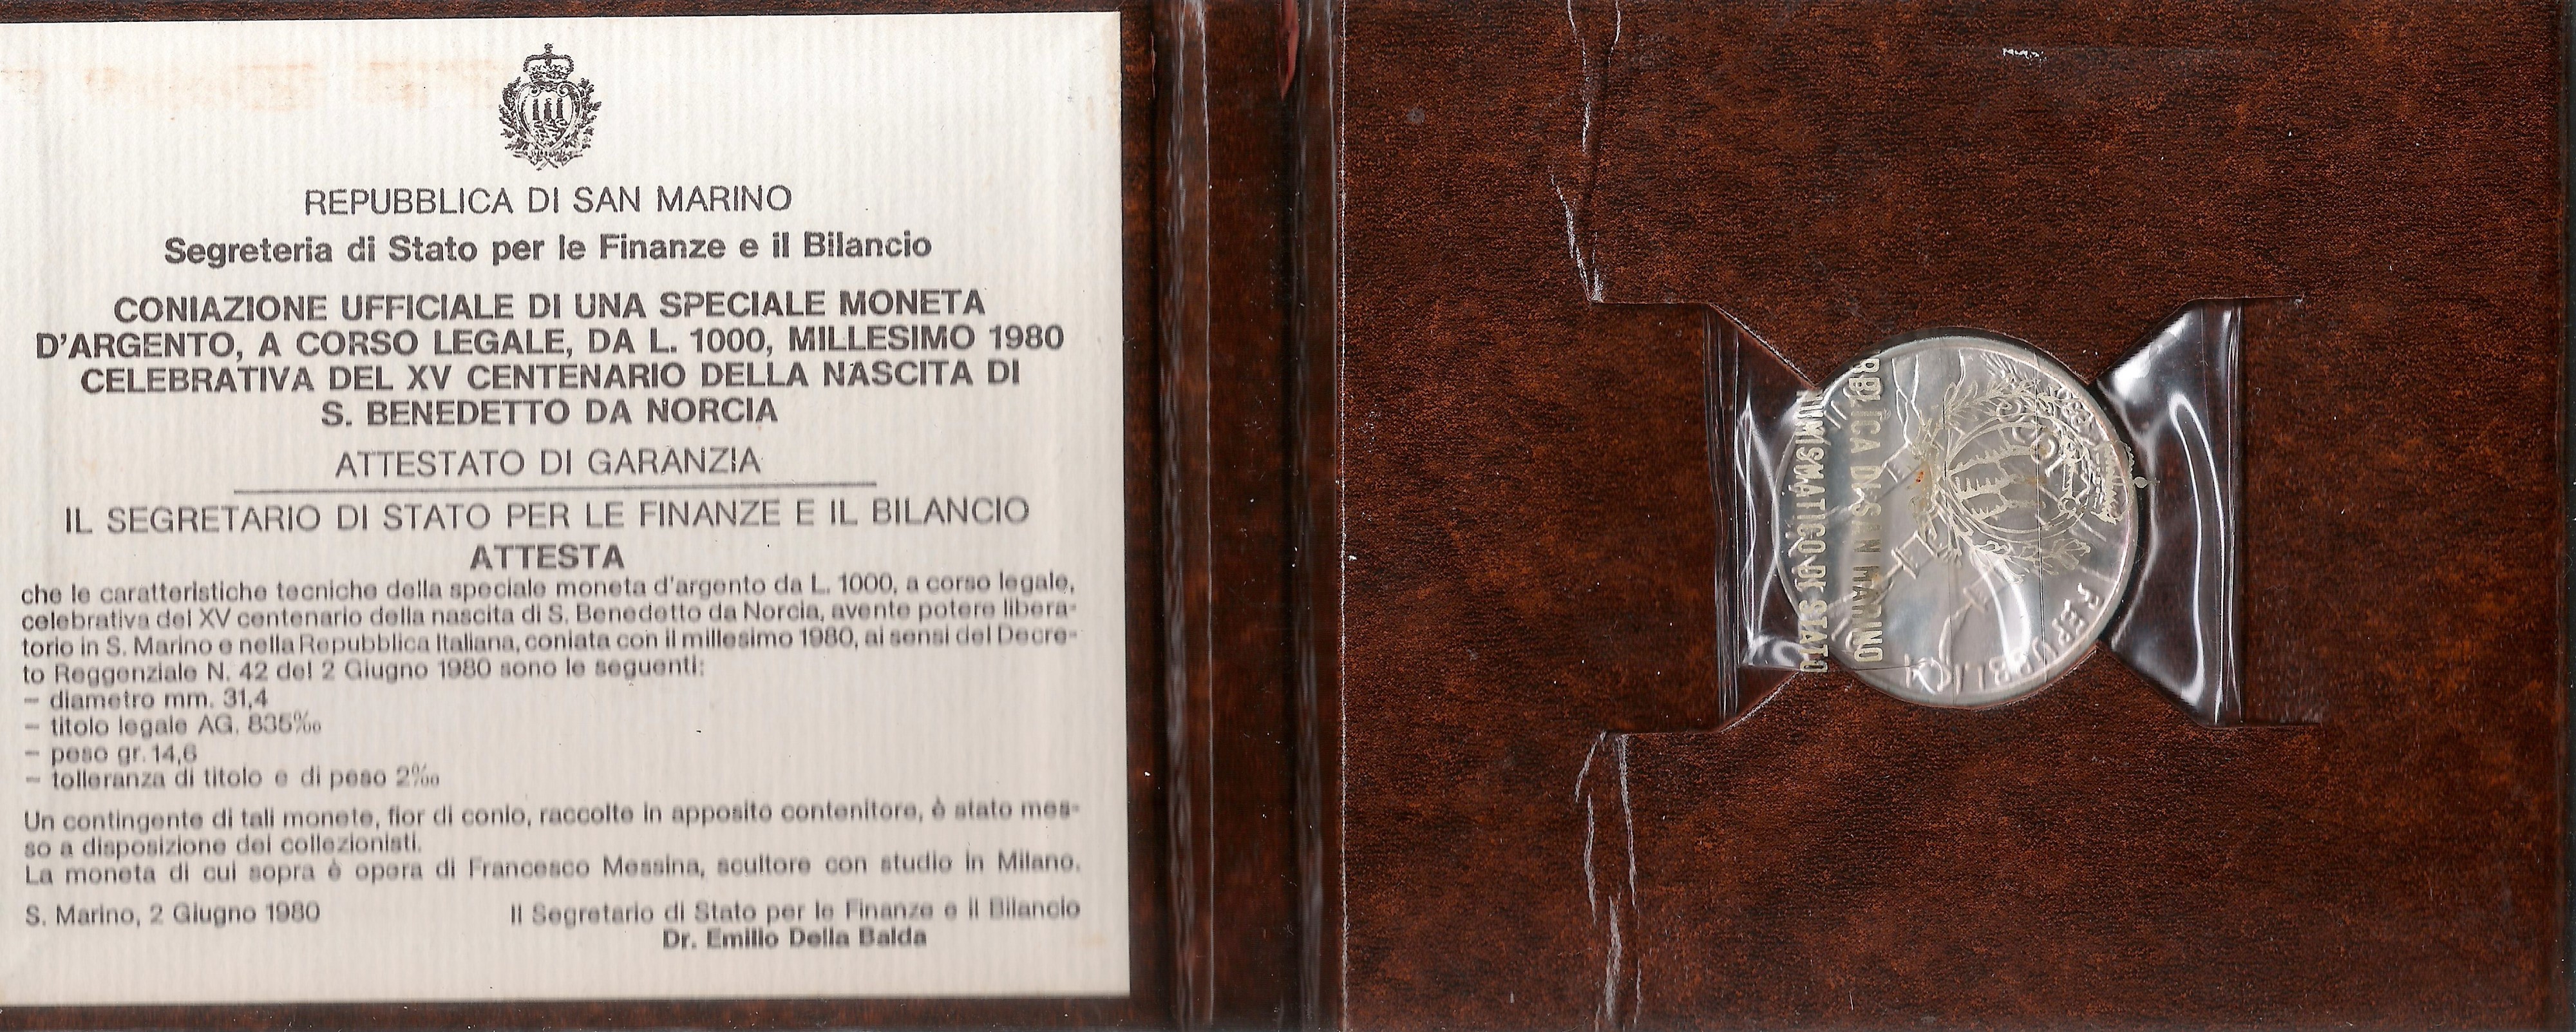 REPUBBLICA DI SAN MARINO
Segreteria di Stato per le Finanze e il Bilancio
CONIAZIONE UFFICIALE DI UNA SPECIALE MONETA
D'ARGENTO, A CORSO LEGALE, DA L. 1000, MILLESIMO 1980
CELEBRATIVA DEL XV CENTENARIO DELLA NASCITA DI
S. BENEDETTO DA NORCIA
ATTESTATO DI GARANZIA
IL SEGRETARIO DI STATO PER LE FINANZE E IL BILANCIO
ATTESTA
che le caratteristiche tecniche della speciale moneta d'argento da L. 1000, a corso legale,
celebrativa del XV centenario della nascita di S. Benedetto da Norcia, avente potere libera-
torio in S. Marino e nella Repubblica Italiana, coniata con il millesimo 1980, ai sensi del Decre-
to Reggenziale N. 42 del 2 Giugno 1980 sono le seguenti:
– diametro mm. 31,4
– titolo legale AG. 835‰
– peso gr. 14,6
– tolleranza di titolo e di peso 2‰
Un contingente di tali monete, fior di conio, raccolte in apposito contenitore, è stato mes-
so a disposizione dei collezionisti.
La moneta di cui sopra è opera di Francesco Messina, scultore con studio in Milano.
S. Marino, 2 Giugno 1980
Il Segretario di Stato per le Finanze e il Bilancio
Dr. Emilio Della Balda
RBBLICA DI SAN MARINO
NUMISMATICO DI STATO
REPUBBLICA